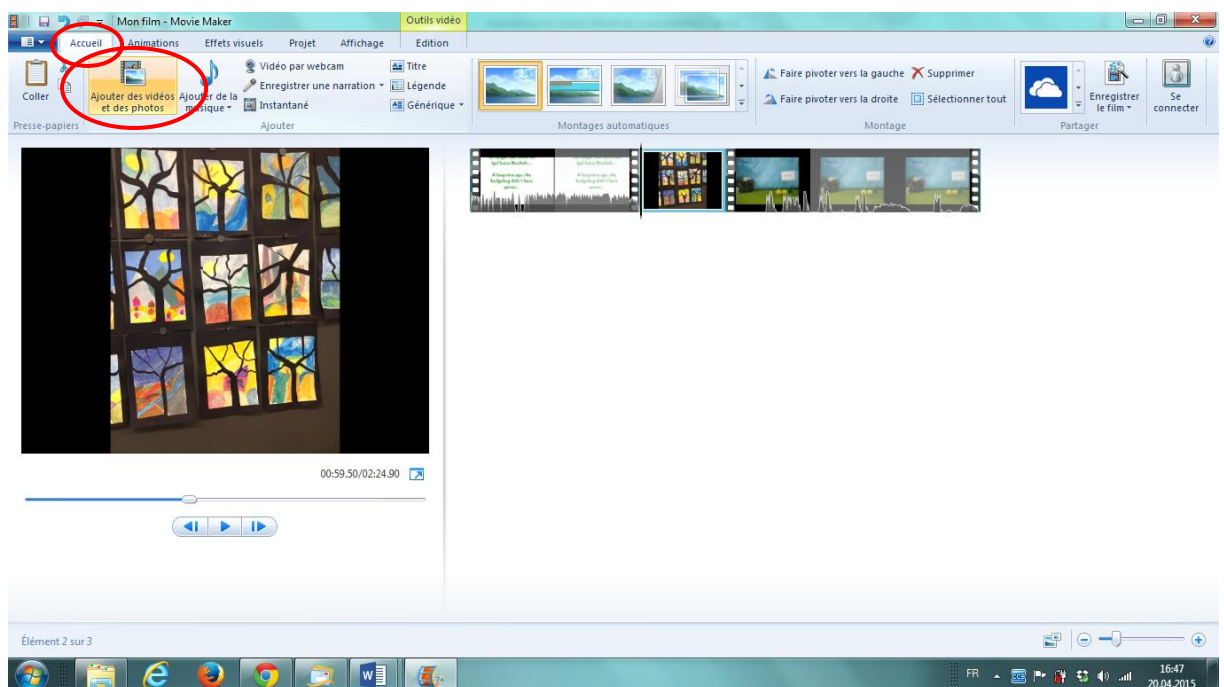 Mon film - Movie Maker
Outils vidéo
Accueil Animations Effets visuels Projet Affichage Edition
Coller
Ajouter des vidéos
et des photos
Ajouter de la
musique
Vidéo par webcam
Enregistrer une narration
Instantané
Titre
Légende
Générique
Faire pivoter vers la gauche
Faire pivoter vers la droite
Supprimer
Sélectionner tout
Enregistrer
le film
Se
connecter
Presse-papiers
Ajouter
Montages automatiques
Montage
Partager
00:59.50/02:24.90
Élément 2 sur 3
FR
16:47
20.04.2015